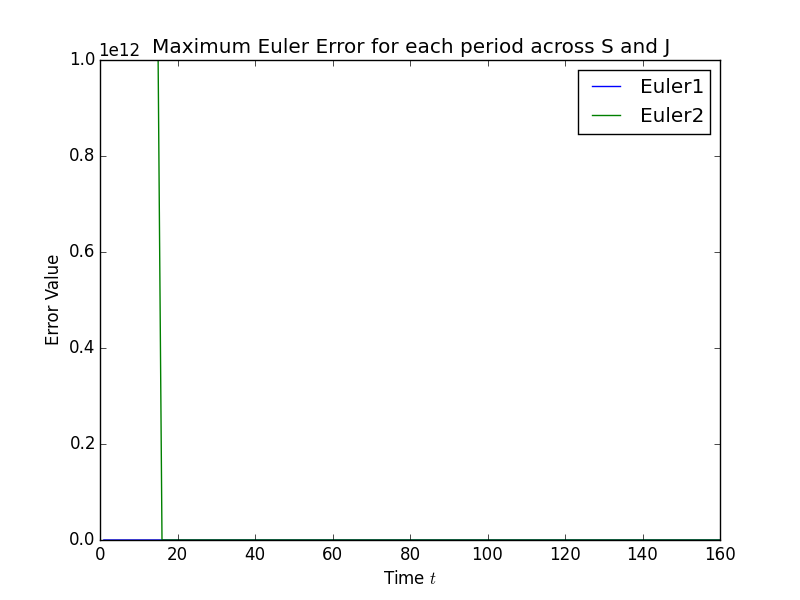 Maximum Euler Error for each period across S and J
1e12
1.0
0.8
0.6
0.4
0.2
0.0
Error Value
Euler1
Euler2
0 20 40 60 80 100 120 140 160
Time t